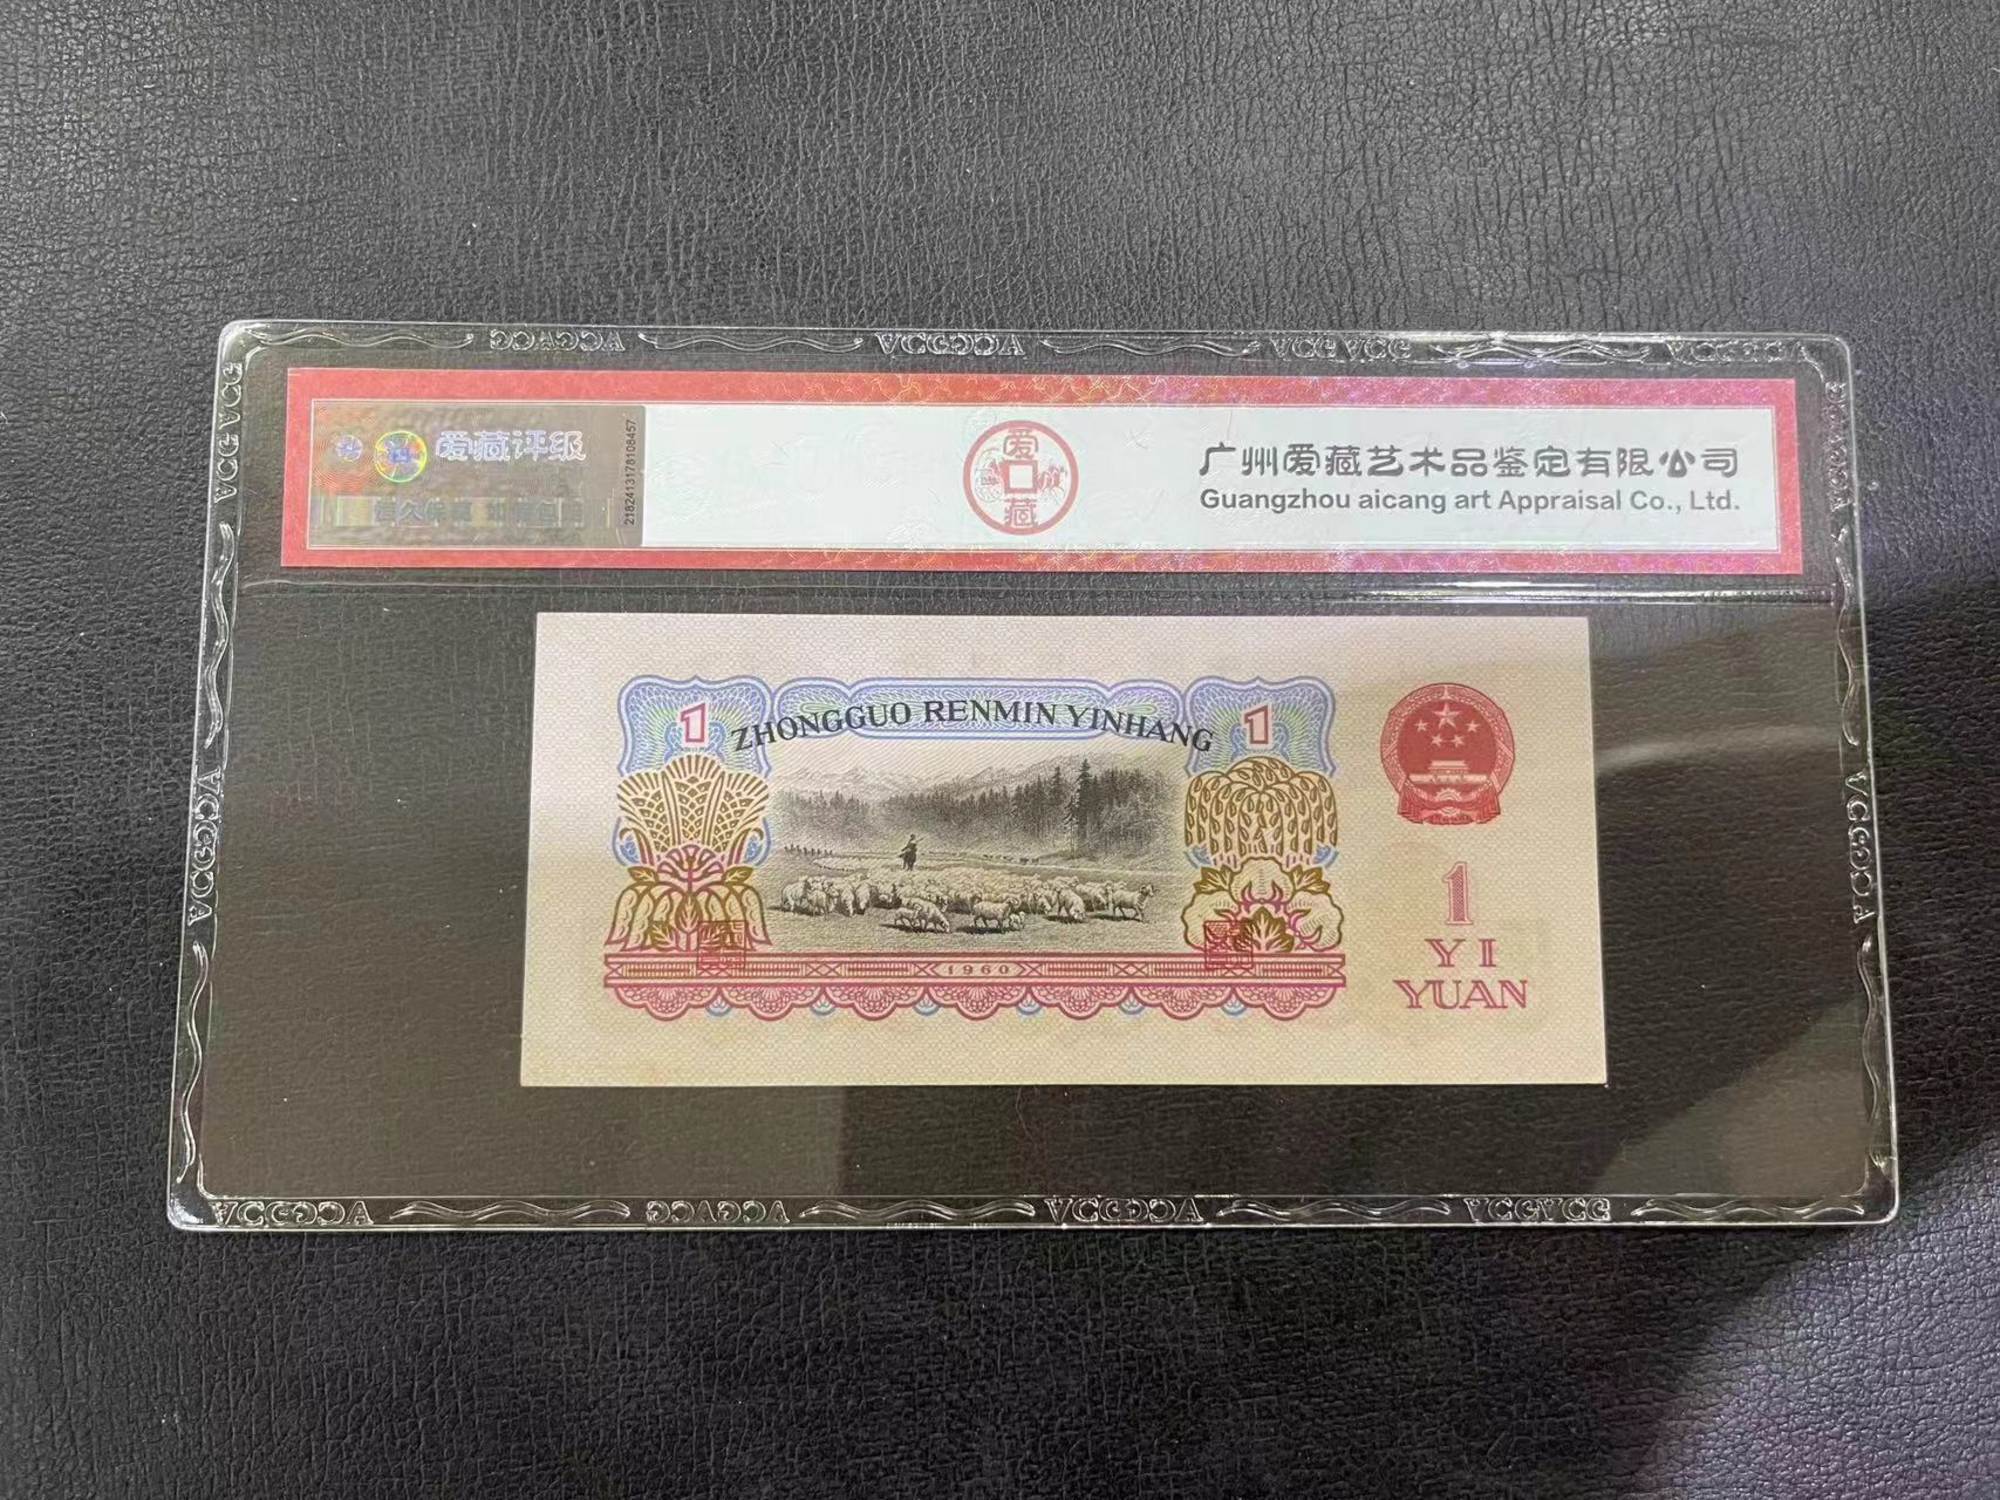 爱藏评级
2182413178108457
爱藏
广州爱藏艺术品鉴定有限公司
Guangzhou aicang art Appraisal Co., Ltd.
ZHONGGUO RENMIN YINHANG
1
1
1
YI
YUAN
1960